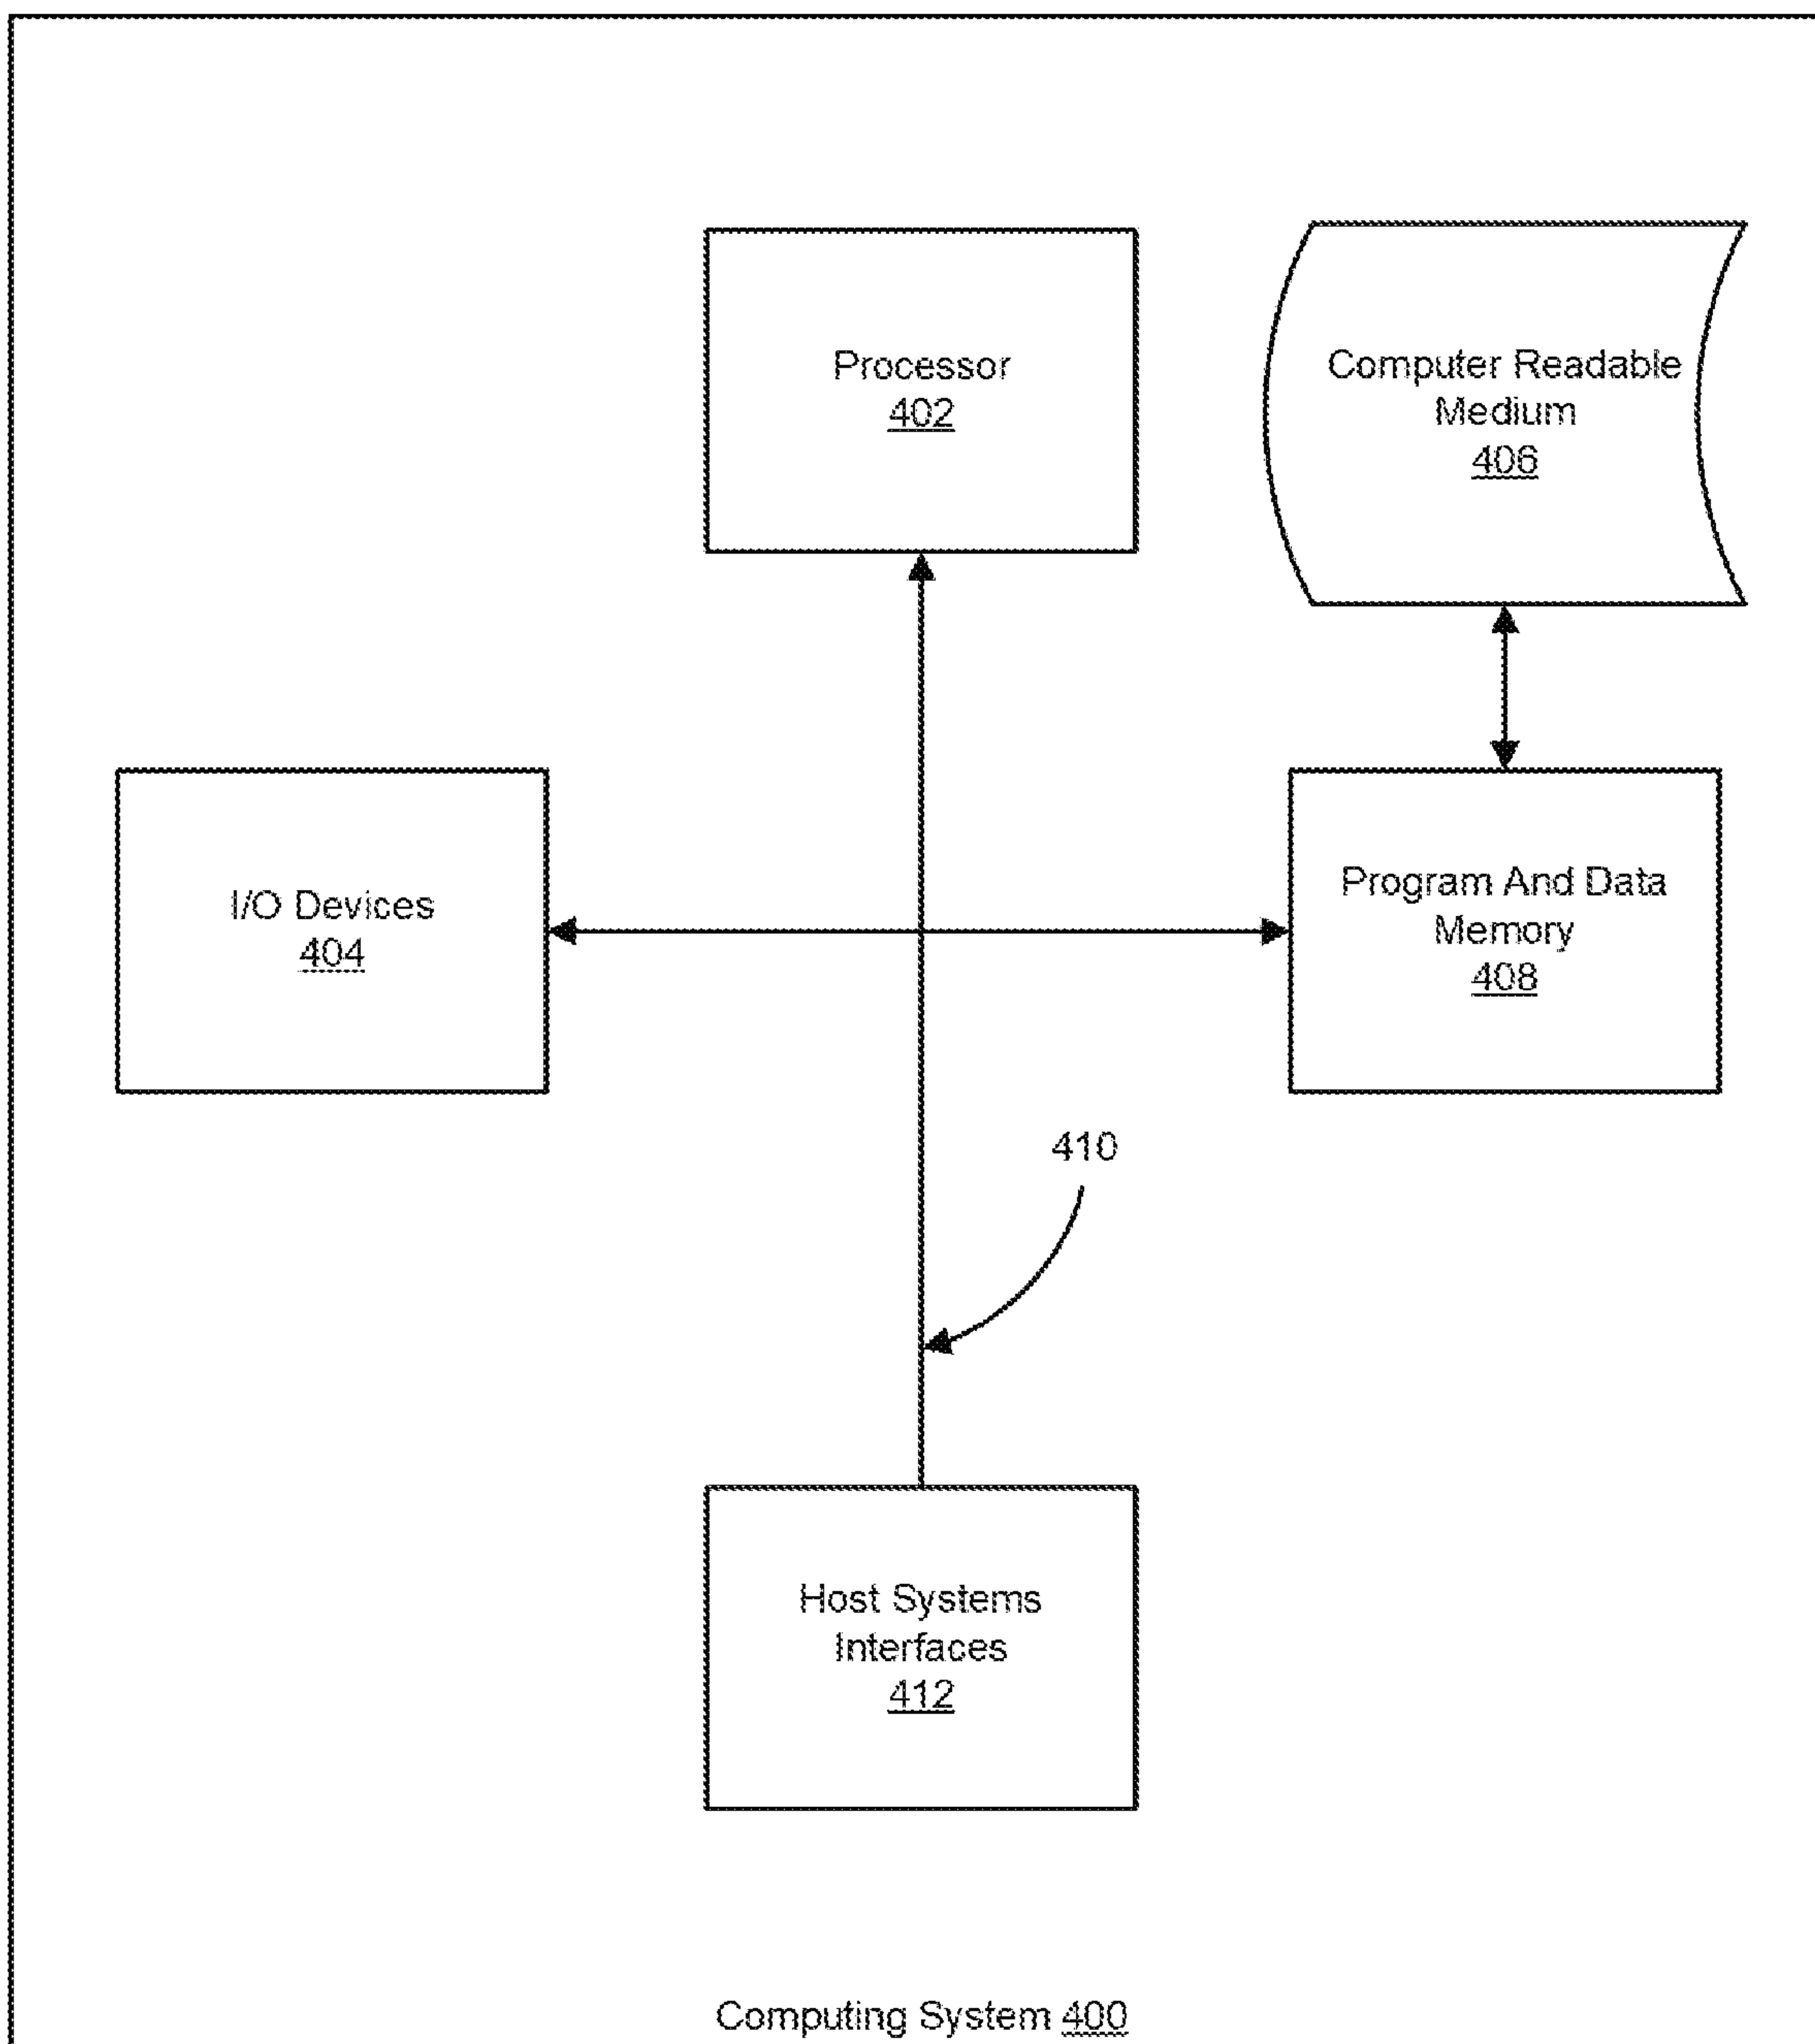 Processor
402
Computer Readable
Medium
406
I/O Devices
404
Program And Data
Memory
408
410
Host Systems
Interfaces
412
Computing System 400